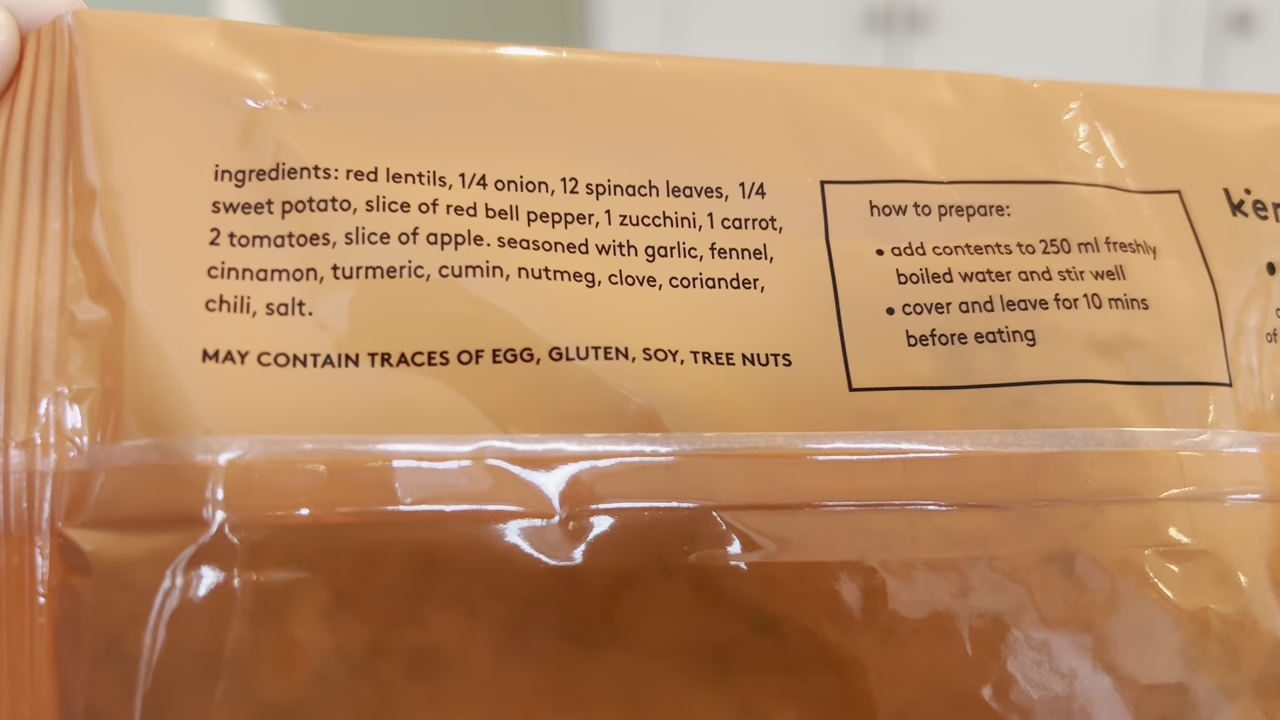 ingredients: red lentils, 1/4 onion, 12 spinach leaves, 1/4
sweet potato, slice of red bell pepper, 1 zucchini, 1 carrot,
2 tomatoes, slice of apple. seasoned with garlic, fennel,
cinnamon, turmeric, cumin, nutmeg, clove, coriander,
chili, salt.
MAY CONTAIN TRACES OF EGG, GLUTEN, SOY, TREE NUTS
how to prepare:
• add contents to 250 ml freshly
boiled water and stir well
• cover and leave for 10 mins
before eating
of